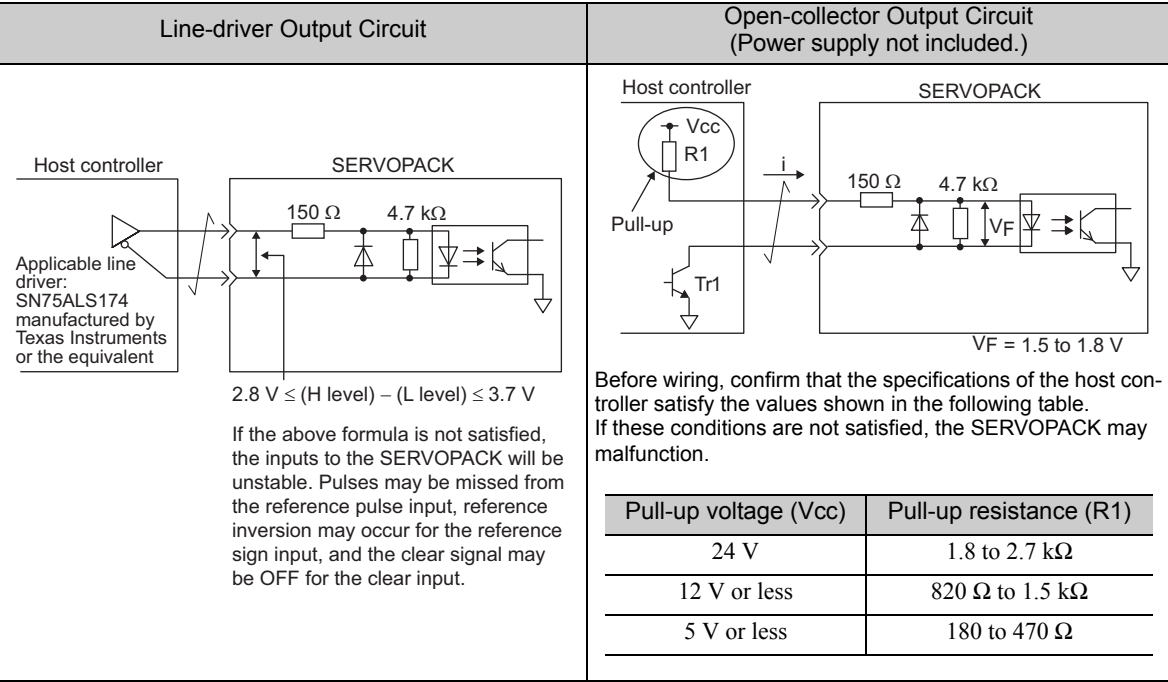 Line-driver Output Circuit
Host controller
SERVOPACK
150 Ω
4.7 kΩ
Applicable line
driver:
SN75ALS174
manufactured by
Texas Instruments
or the equivalent
2.8 V ≤ (H level) – (L level) ≤ 3.7 V
If the above formula is not satisfied,
the inputs to the SERVOPACK will be
unstable. Pulses may be missed from
the reference pulse input, reference
inversion may occur for the reference
sign input, and the clear signal may
be OFF for the clear input.
Open-collector Output Circuit
(Power supply not included.)
Host controller
SERVOPACK
Vcc
R1
i
150 Ω
4.7 kΩ
Pull-up
VF
Tr1
VF = 1.5 to 1.8 V
Before wiring, confirm that the specifications of the host con-
troller satisfy the values shown in the following table.
If these conditions are not satisfied, the SERVOPACK may
malfunction.
Pull-up voltage (Vcc) Pull-up resistance (R1)
24 V 1.8 to 2.7 kΩ
12 V or less 820 Ω to 1.5 kΩ
5 V or less 180 to 470 Ω